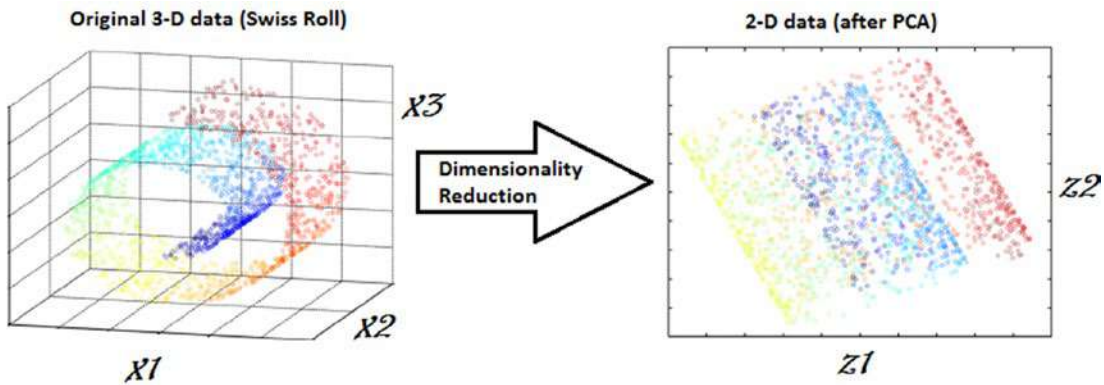 Original 3-D data (Swiss Roll)
2-D data (after PCA)
X3
Dimensionality
Reduction
Z2
X2
X1
Z1